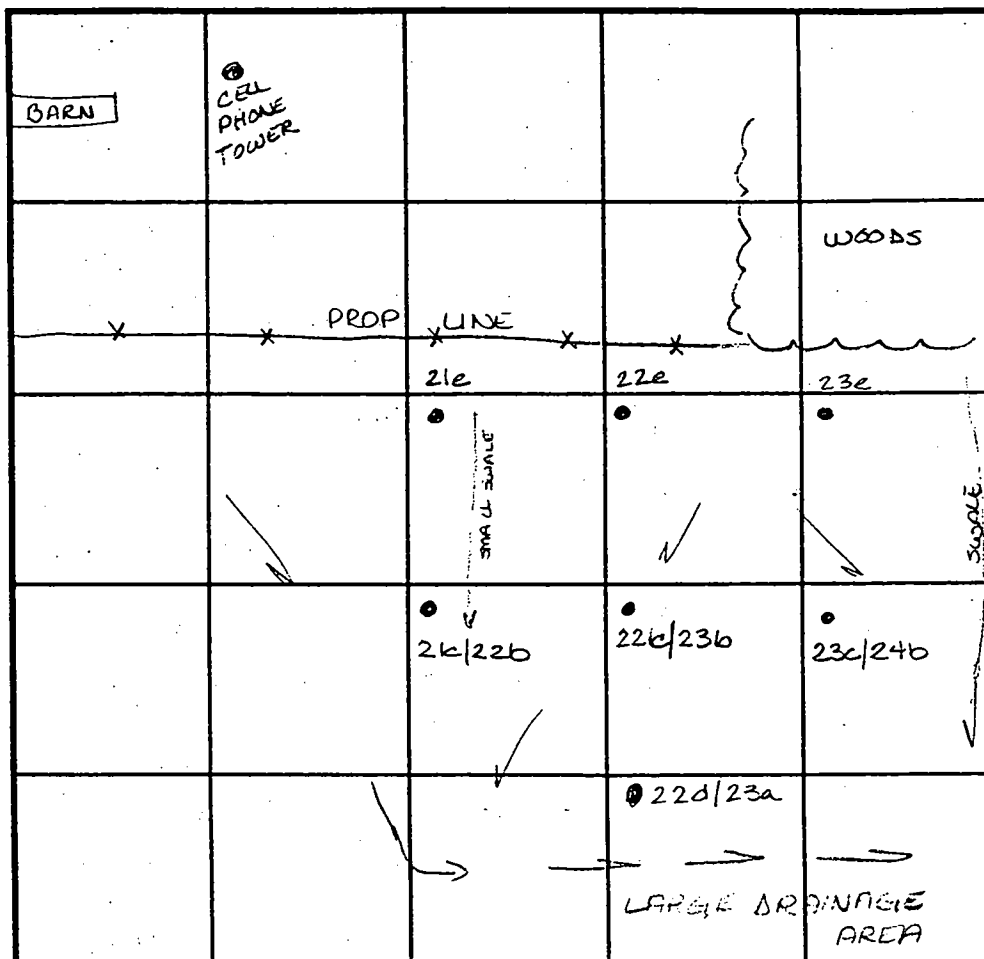 BARN
CELL
PHONE
TOWER
WOODS
PROP LINE
21e
22e
23e
SMALL SWALE
SWALE
21c/22b
22c/23b
23c/24b
22d/23a
LARGE DRAINAGE
AREA